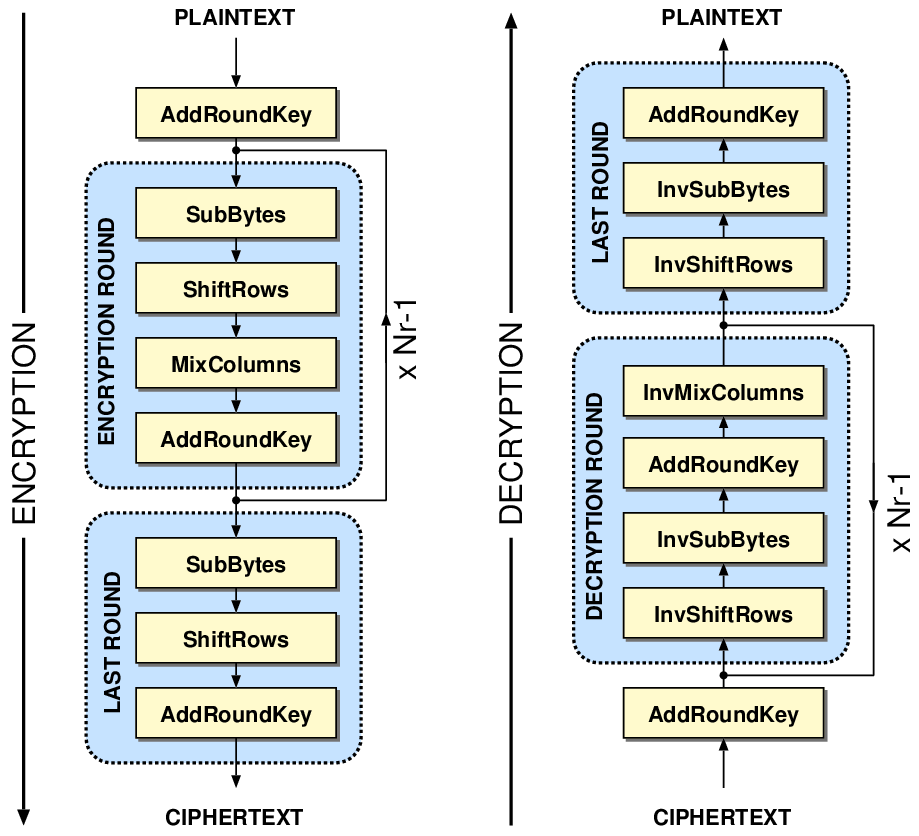 PLAINTEXT
AddRoundKey
ENCRYPTION ROUND
SubBytes
ShiftRows
MixColumns
AddRoundKey
x Nr-1
LAST ROUND
SubBytes
ShiftRows
AddRoundKey
CIPHERTEXT
ENCRYPTION
PLAINTEXT
LAST ROUND
AddRoundKey
InvSubBytes
InvShiftRows
DECRYPTION ROUND
InvMixColumns
AddRoundKey
InvSubBytes
InvShiftRows
x Nr-1
AddRoundKey
CIPHERTEXT
DECRYPTION